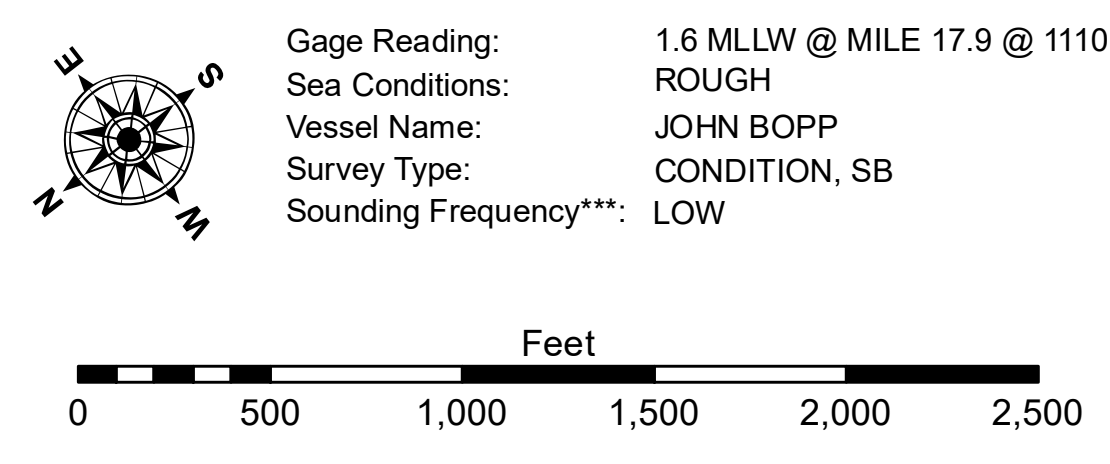 E
S
N
W
Gage Reading: 1.6 MLLW @ MILE 17.9 @ 1110
Sea Conditions: ROUGH
Vessel Name: JOHN BOPP
Survey Type: CONDITION, SB
Sounding Frequency***: LOW
Feet
0 500 1,000 1,500 2,000 2,500